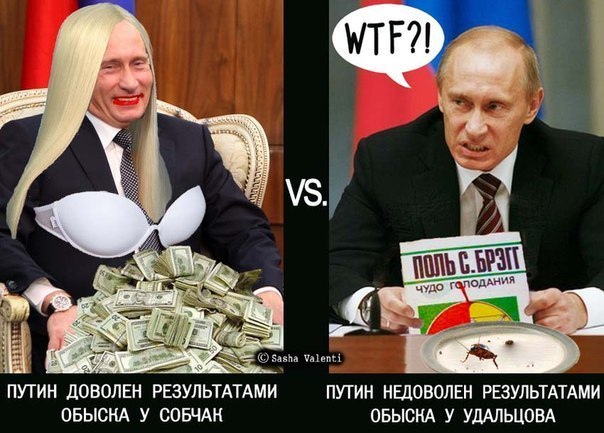 WTF?!
VS.
ПОЛЬ С. БРЭГГ
ЧУДО ГОЛОДАНИЯ
© Sasha Valenti
ПУТИН ДОВОЛЕН РЕЗУЛЬТАТАМИ
ОБЫСКА У СОБЧАК
ПУТИН НЕДОВОЛЕН РЕЗУЛЬТАТАМИ
ОБЫСКА У УДАЛЬЦОВА